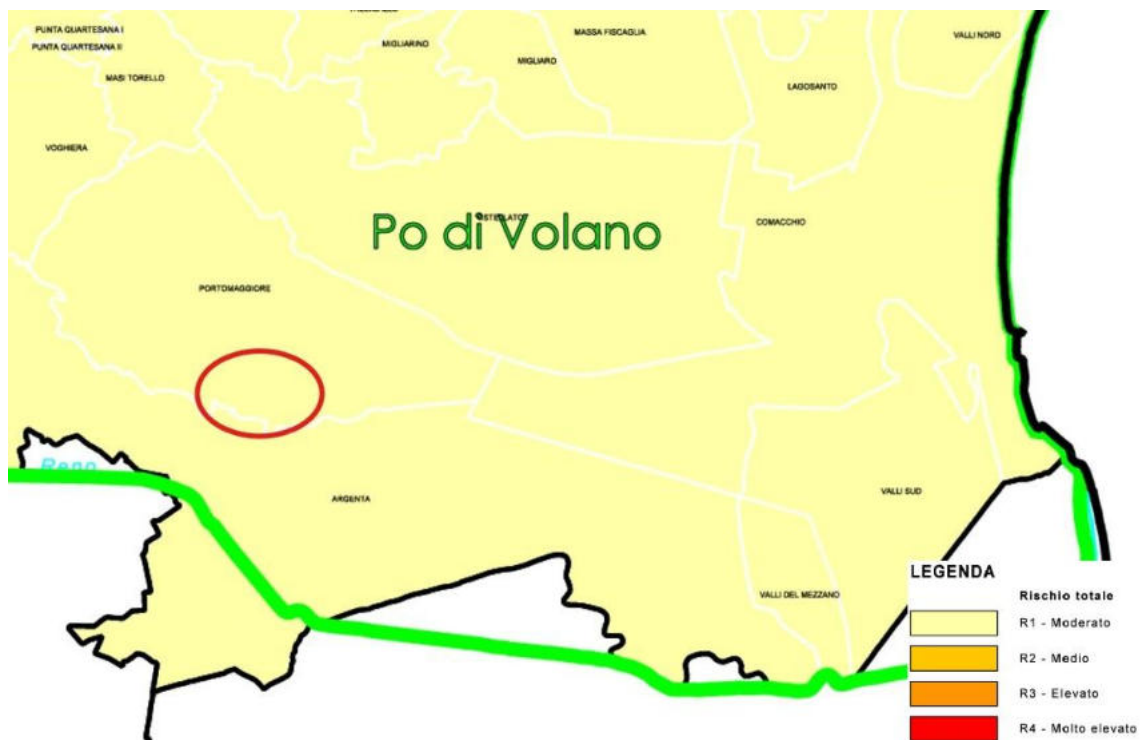 PUNTA QUARTESANA I
PUNTA QUARTESANA II
MASI TORELLO
MIGLIARINO
MASSA FISCAGLIA
MIGLIARO
VALLI NORD
LAGOSANTO
VOGHIERA
Po di Volano
COMACCHIO
PORTOMAGGIORE
Reno
ARGENTA
VALLI SUD
VALLI DEL MEZZANO
LEGENDA
Rischio totale
R1 - Moderato
R2 - Medio
R3 - Elevato
R4 - Molto elevato